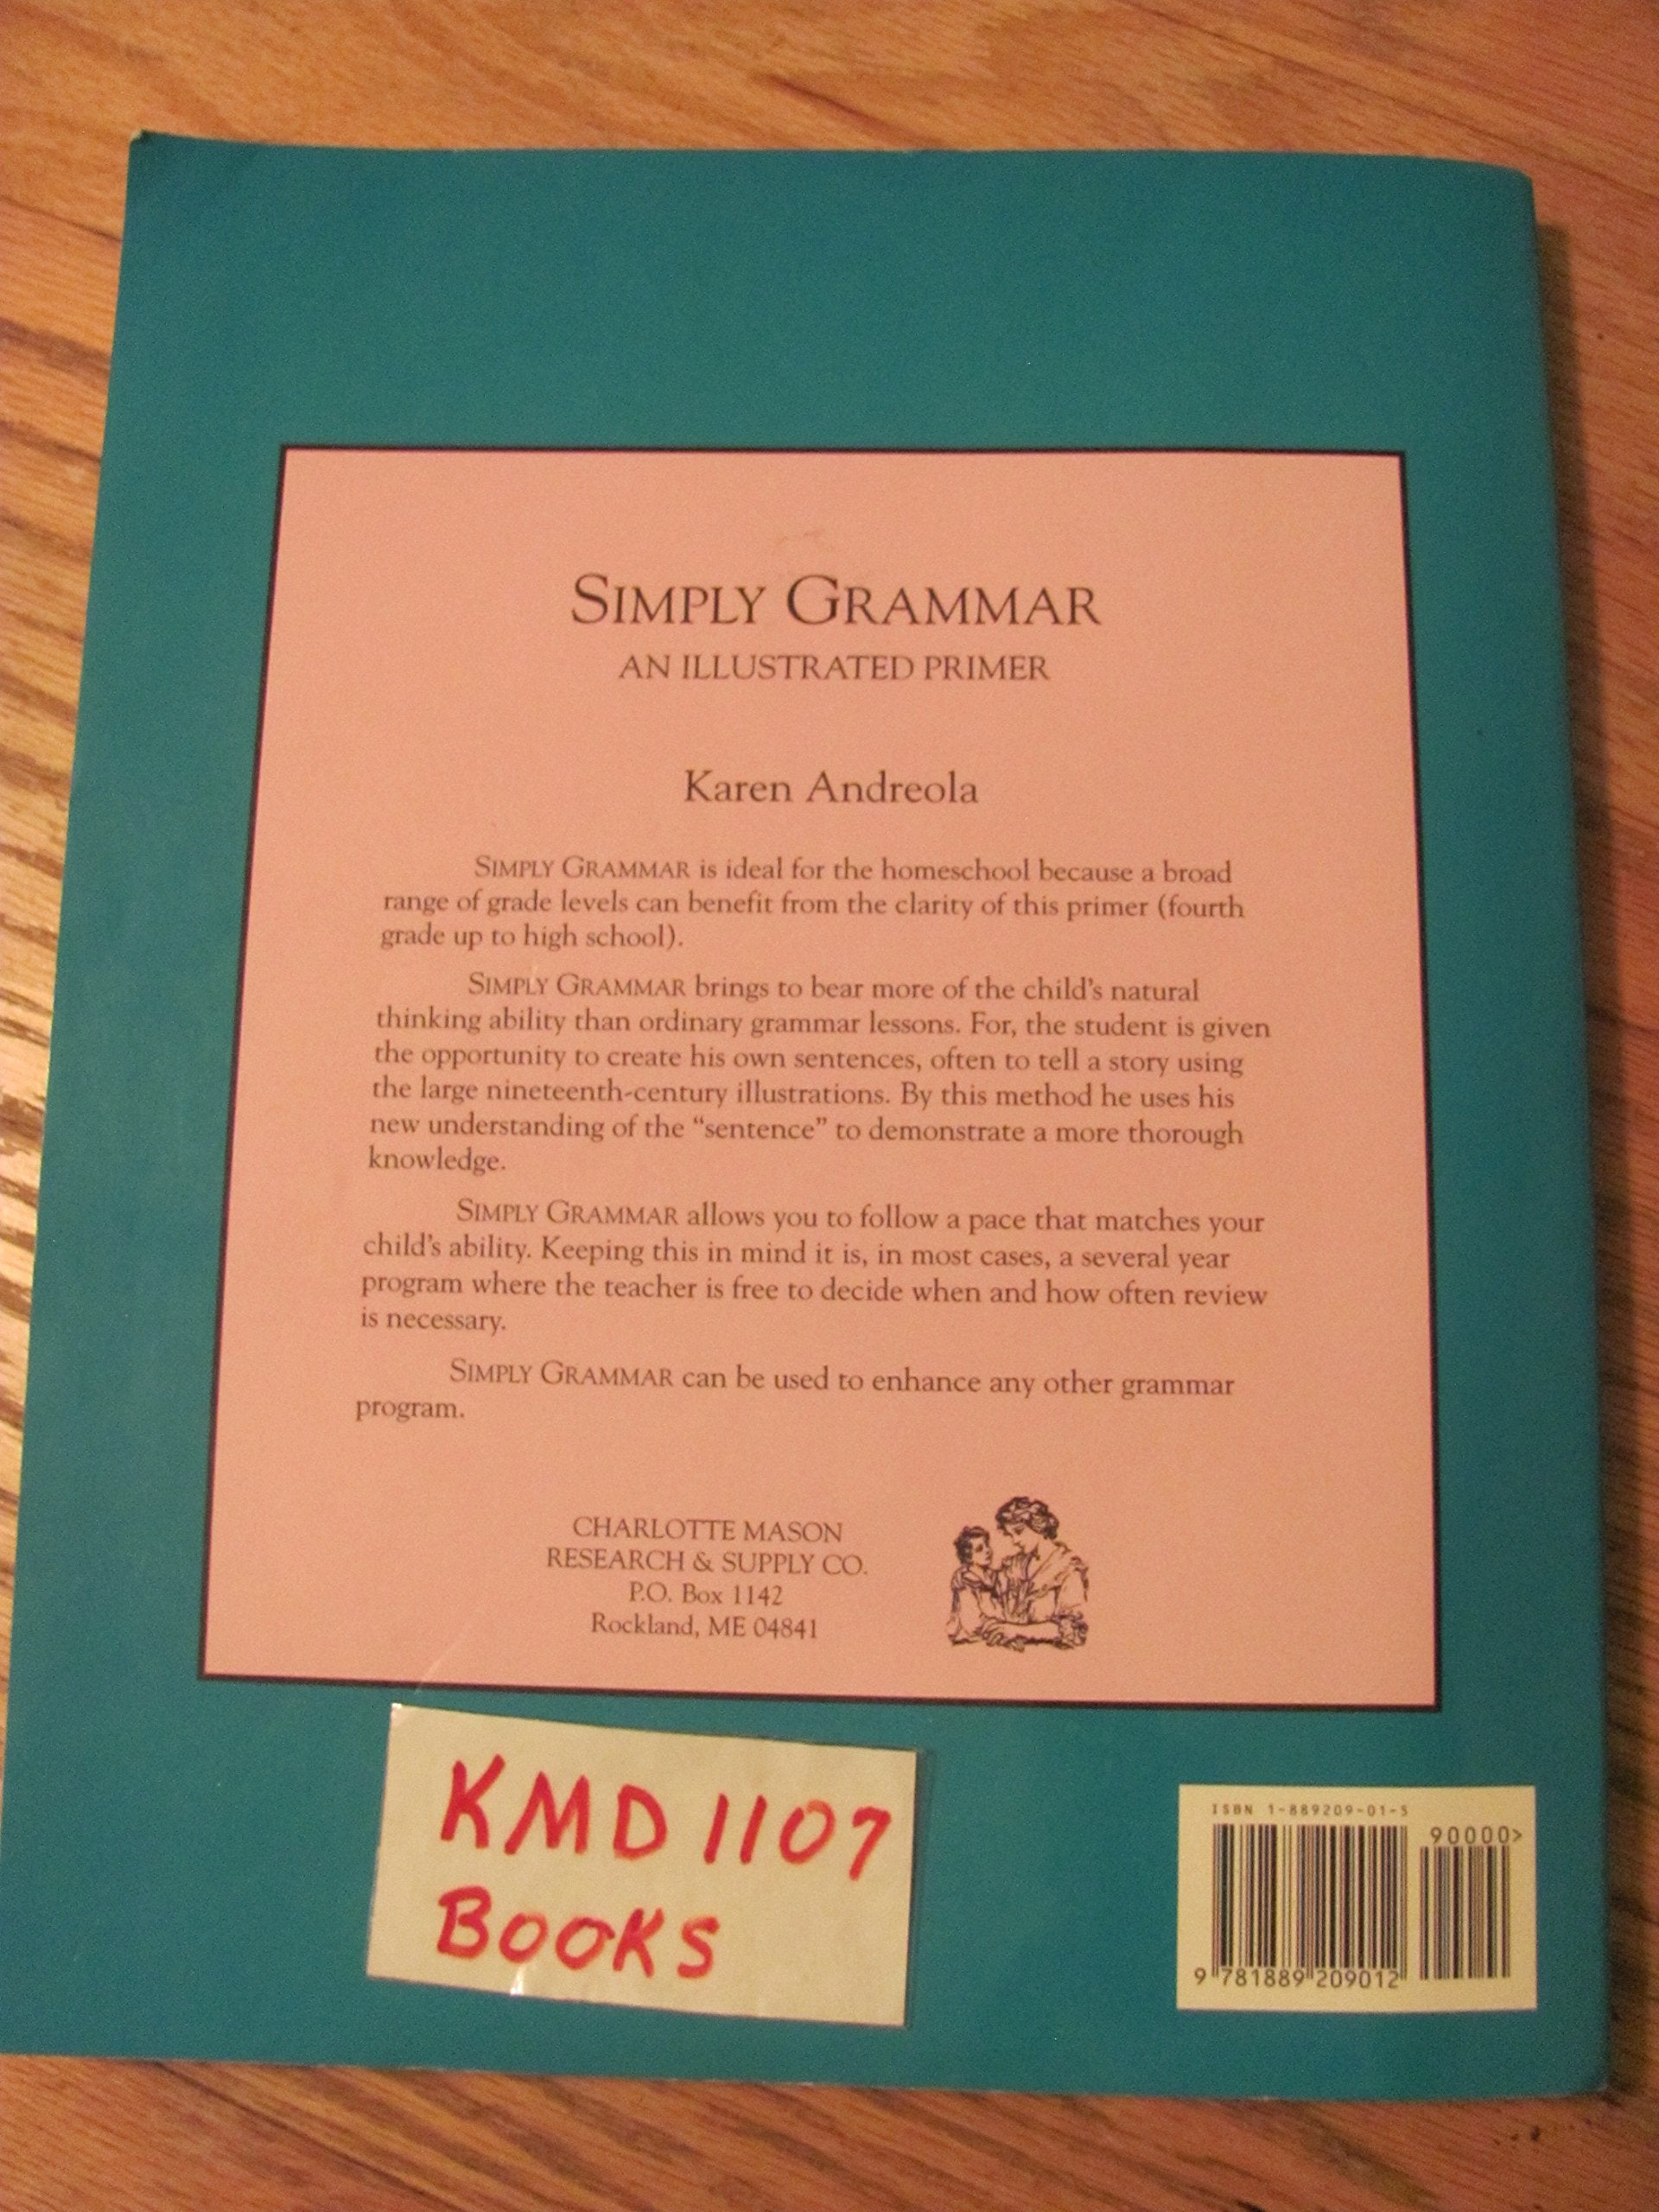 SIMPLY GRAMMAR
AN ILLUSTRATED PRIMER
Karen Andreola
SIMPLY GRAMMAR is ideal for the homeschool because a broad
range of grade levels can benefit from the clarity of this primer (fourth
grade up to high school).
SIMPLY GRAMMAR brings to bear more of the child's natural
thinking ability than ordinary grammar lessons. For, the student is given
the opportunity to create his own sentences, often to tell a story using
the large nineteenth-century illustrations. By this method he uses his
new understanding of the “sentence” to demonstrate a more thorough
knowledge.
SIMPLY GRAMMAR allows you to follow a pace that matches your
child's ability. Keeping this in mind it is, in most cases, a several year
program where the teacher is free to decide when and how often review
is necessary.
SIMPLY GRAMMAR can be used to enhance any other grammar
program.
CHARLOTTE MASON
RESEARCH & SUPPLY CO.
P.O. Box 1142
Rockland, ME 04841
KMD 1107
BOOKS
ISBN 1-889209-01-5
90000>
9 781889 209012